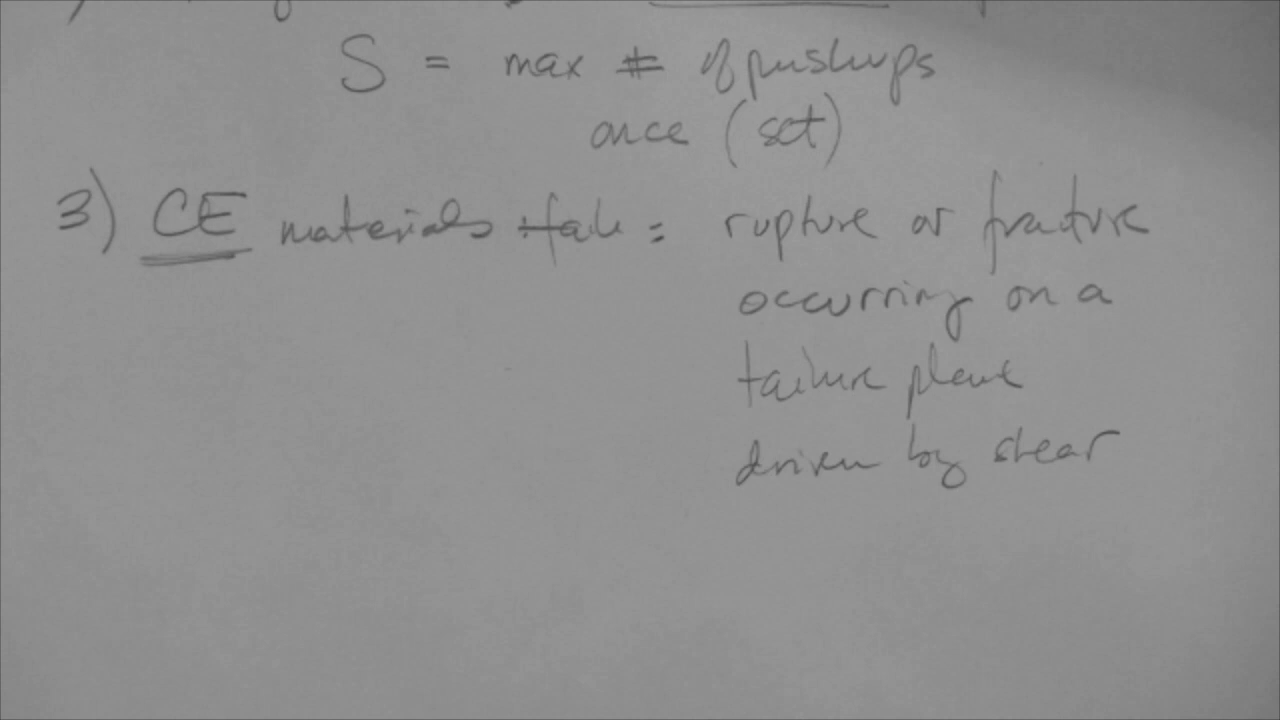 S = max # of pushups
once (set)
3) CE materials fail = rupture or fracture
occurring on a
failure plane
driven by shear